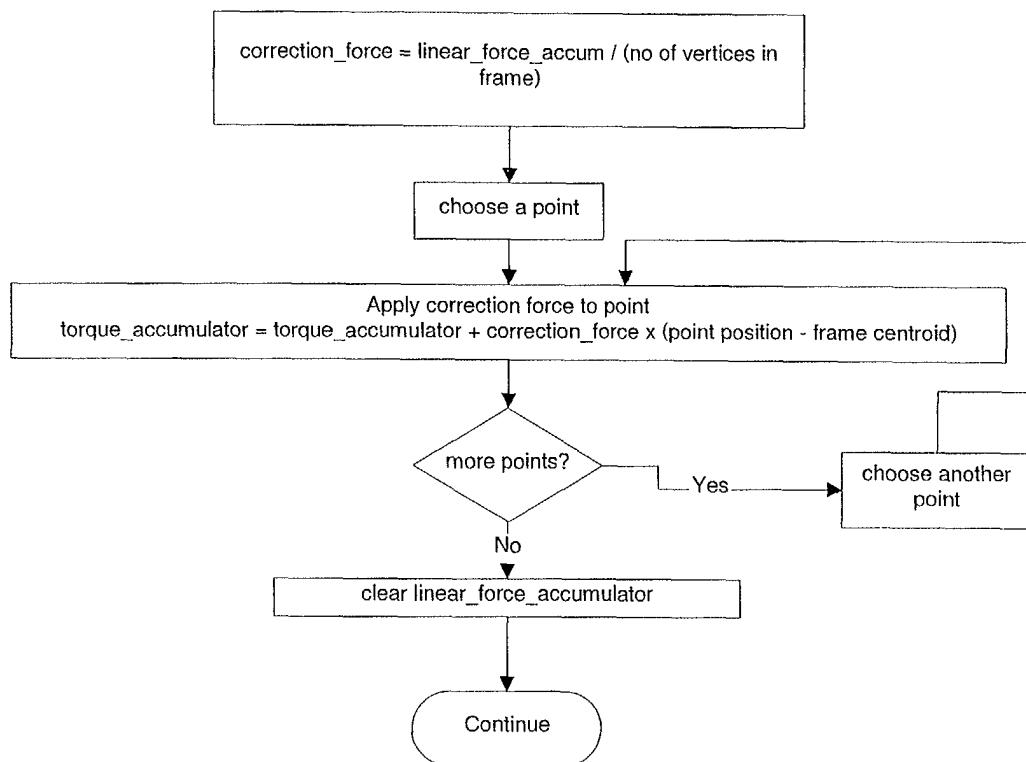 correction_force = linear_force_accum / (no of vertices in
frame)
choose a point
Apply correction force to point
torque_accumulator = torque_accumulator + correction_force x (point position - frame centroid)
more points?
Yes
choose another
point
No
clear linear_force_accumulator
Continue